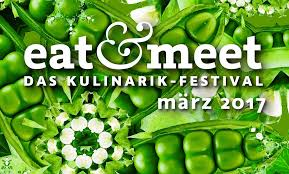 eat&meet
DAS KULINARIK-FESTIVAL
märz 2017